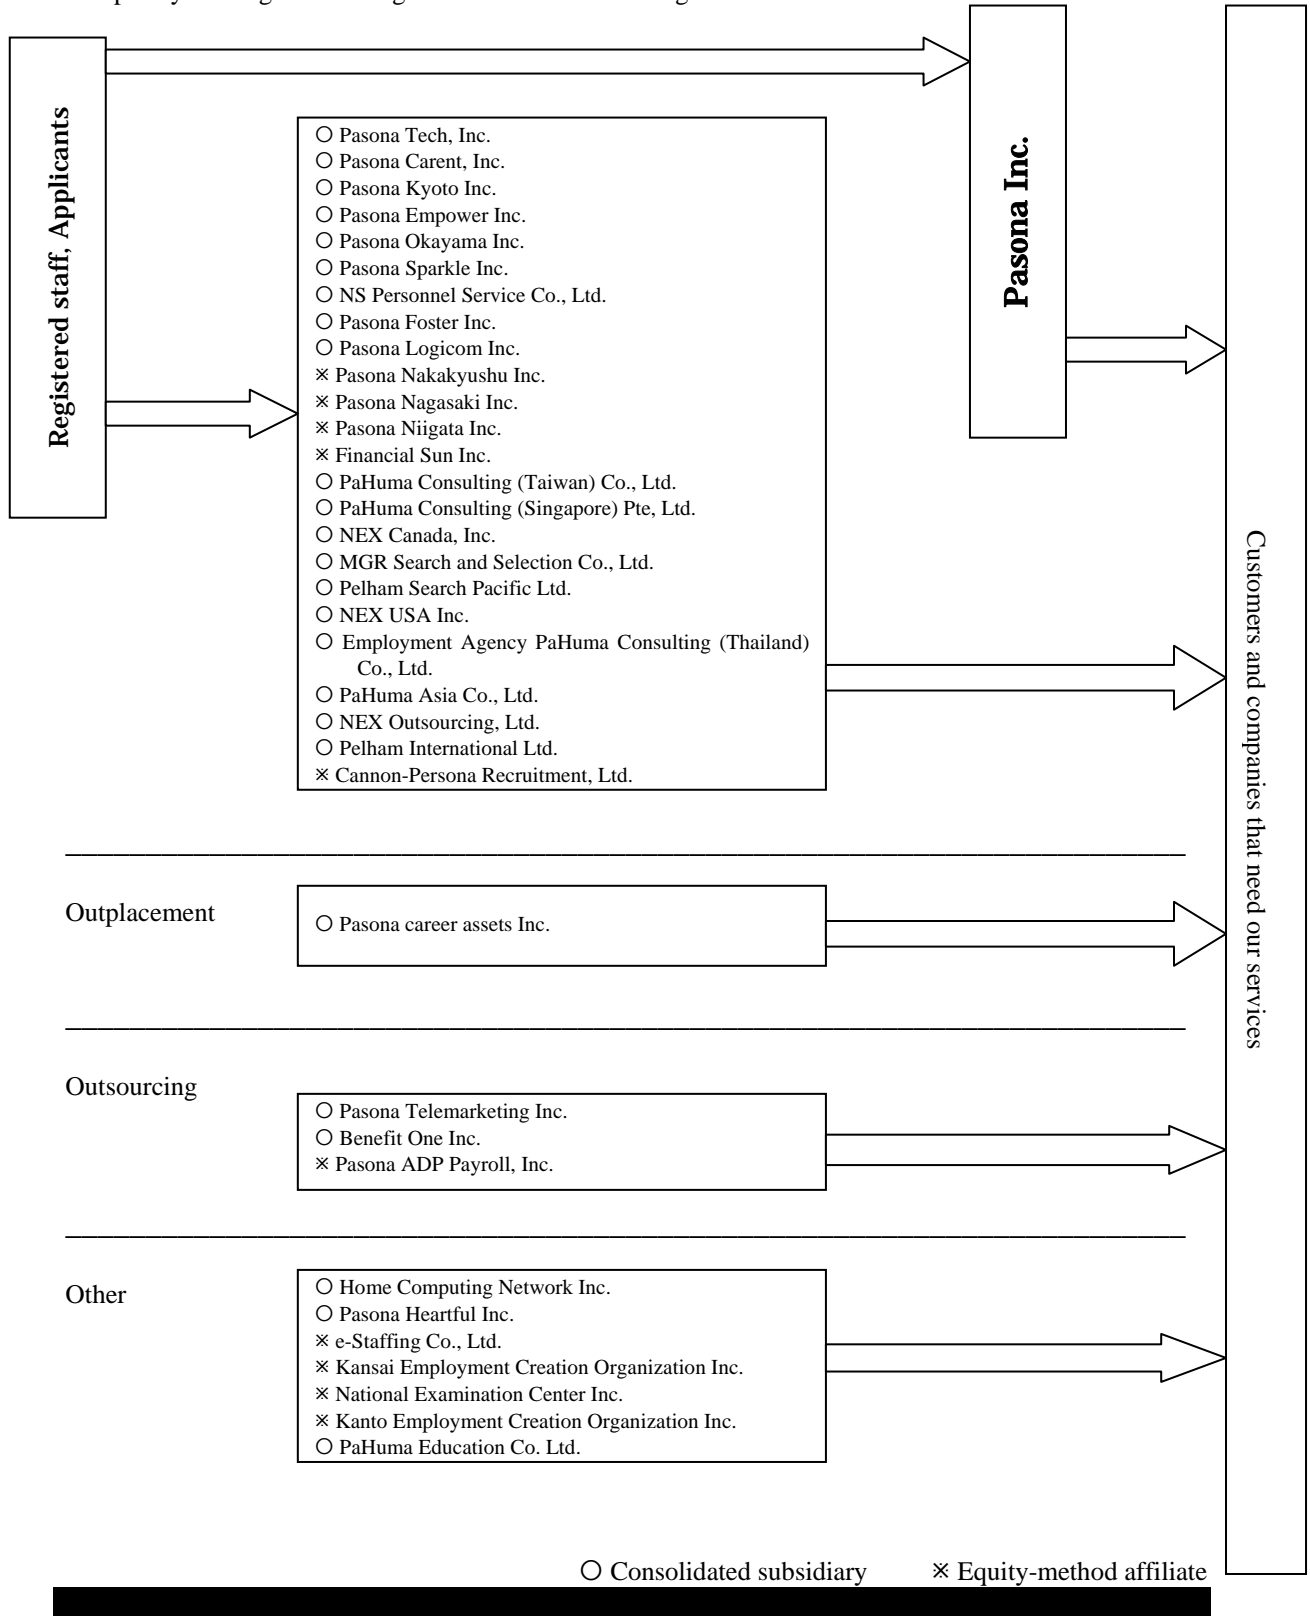 Registered staff, Applicants
Pasona Inc.
Customers and companies that need our services
○ Pasona Tech, Inc.
○ Pasona Carent, Inc.
○ Pasona Kyoto Inc.
○ Pasona Empower Inc.
○ Pasona Okayama Inc.
○ Pasona Sparkle Inc.
○ NS Personnel Service Co., Ltd.
○ Pasona Foster Inc.
○ Pasona Logicom Inc.
※ Pasona Nakakyushu Inc.
※ Pasona Nagasaki Inc.
※ Pasona Niigata Inc.
※ Financial Sun Inc.
○ PaHuma Consulting (Taiwan) Co., Ltd.
○ PaHuma Consulting (Singapore) Pte, Ltd.
○ NEX Canada, Inc.
○ MGR Search and Selection Co., Ltd.
○ Pelham Search Pacific Ltd.
○ NEX USA Inc.
○ Employment Agency PaHuma Consulting (Thailand)
Co., Ltd.
○ PaHuma Asia Co., Ltd.
○ NEX Outsourcing, Ltd.
○ Pelham International Ltd.
※ Cannon-Persona Recruitment, Ltd.
Outplacement
○ Pasona career assets Inc.
Outsourcing
○ Pasona Telemarketing Inc.
○ Benefit One Inc.
※ Pasona ADP Payroll, Inc.
Other
○ Home Computing Network Inc.
○ Pasona Heartful Inc.
※ e-Staffing Co., Ltd.
※ Kansai Employment Creation Organization Inc.
※ National Examination Center Inc.
※ Kanto Employment Creation Organization Inc.
○ PaHuma Education Co. Ltd.
○ Consolidated subsidiary ※ Equity-method affiliate